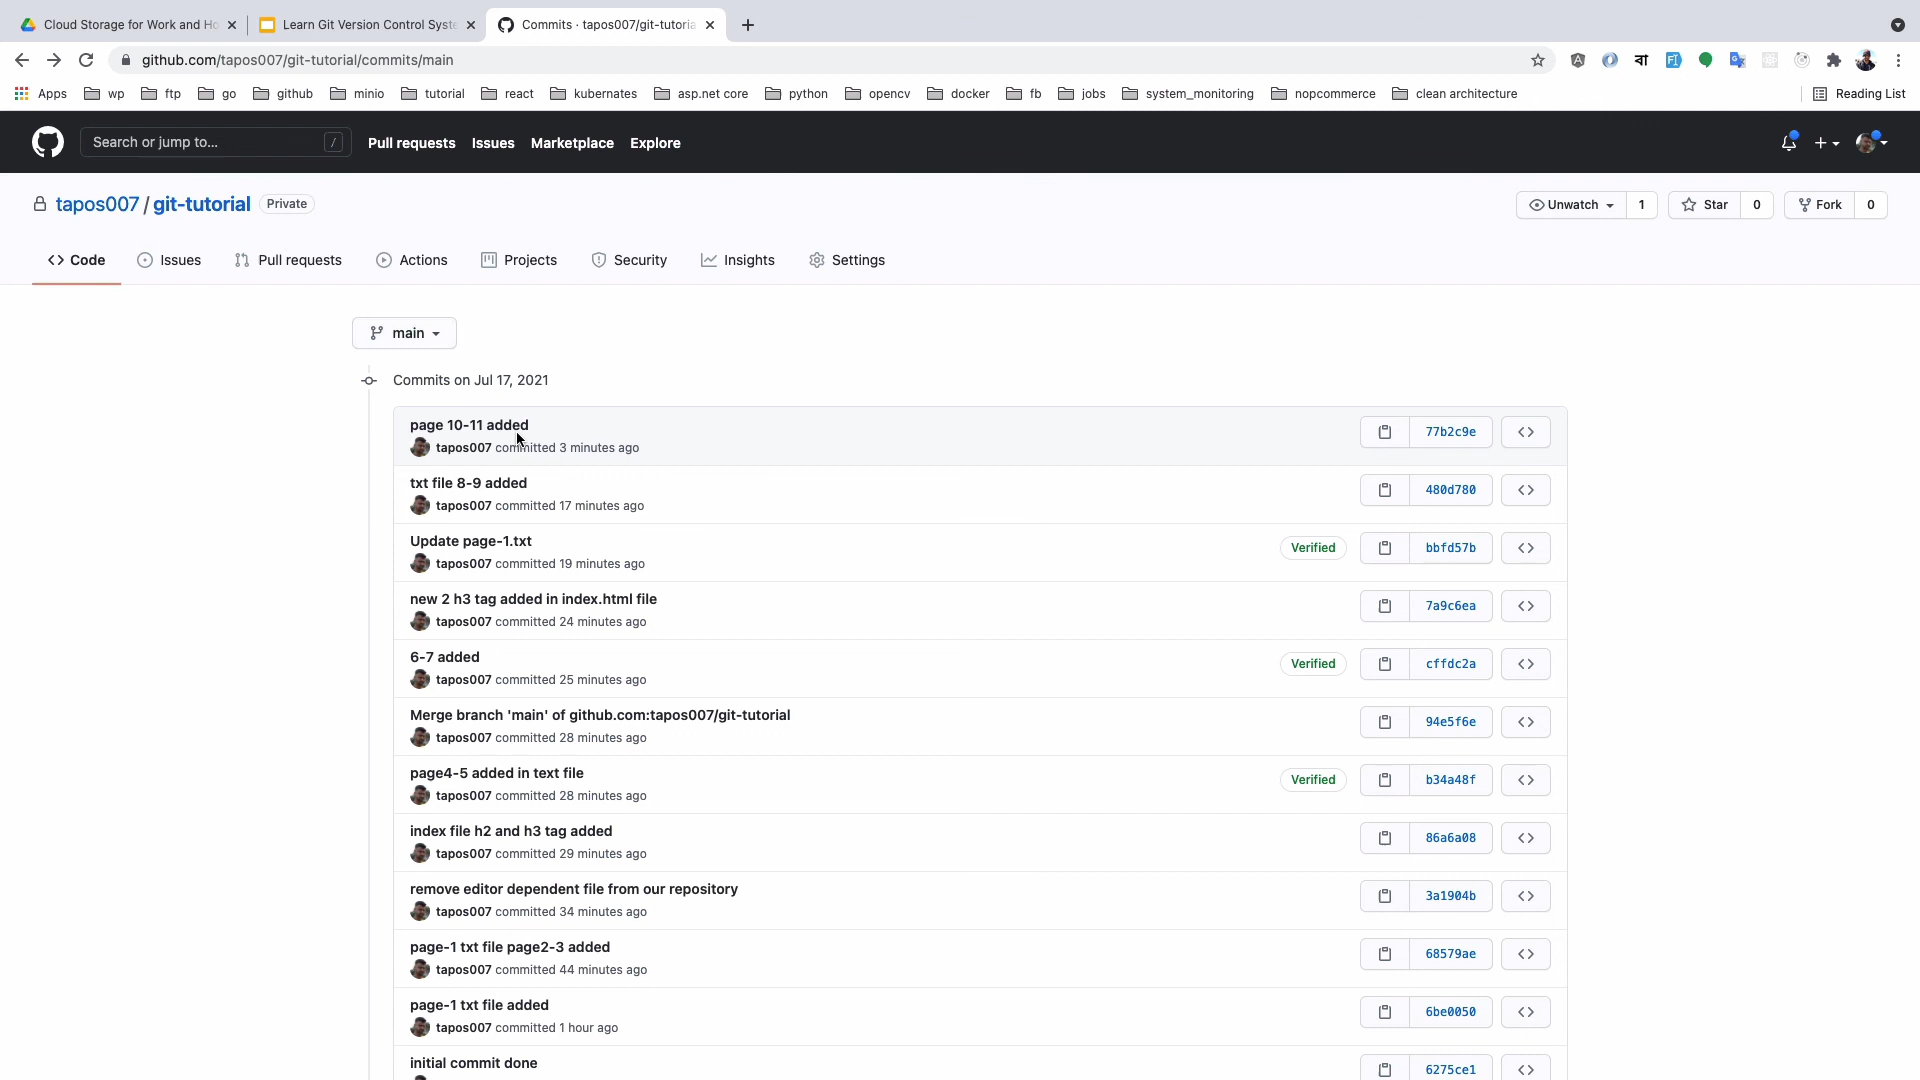 Cloud Storage for Work and Ho
Learn Git Version Control Syste
Commits · tapos007/git-tutoria
github.com/tapos007/git-tutorial/commits/main
Apps wp ftp go github minio tutorial react kubernates asp.net core python opencv docker fb jobs system_monitoring nopcommerce clean architecture Reading List
Search or jump to... / Pull requests Issues Marketplace Explore
tapos007 / git-tutorial Private Unwatch 1 Star 0 Fork 0
Code Issues Pull requests Actions Projects Security Insights Settings
main
Commits on Jul 17, 2021
page 10-11 added
tapos007 committed 3 minutes ago
77b2c9e
txt file 8-9 added
tapos007 committed 17 minutes ago
480d780
Update page-1.txt
tapos007 committed 19 minutes ago
Verified bbfd57b
new 2 h3 tag added in index.html file
tapos007 committed 24 minutes ago
7a9c6ea
6-7 added
tapos007 committed 25 minutes ago
Verified cffdc2a
Merge branch 'main' of github.com:tapos007/git-tutorial
tapos007 committed 28 minutes ago
94e5f6e
page4-5 added in text file
tapos007 committed 28 minutes ago
Verified b34a48f
index file h2 and h3 tag added
tapos007 committed 29 minutes ago
86a6a08
remove editor dependent file from our repository
tapos007 committed 34 minutes ago
3a1904b
page-1 txt file page2-3 added
tapos007 committed 44 minutes ago
68579ae
page-1 txt file added
tapos007 committed 1 hour ago
6be0050
initial commit done
6275ce1